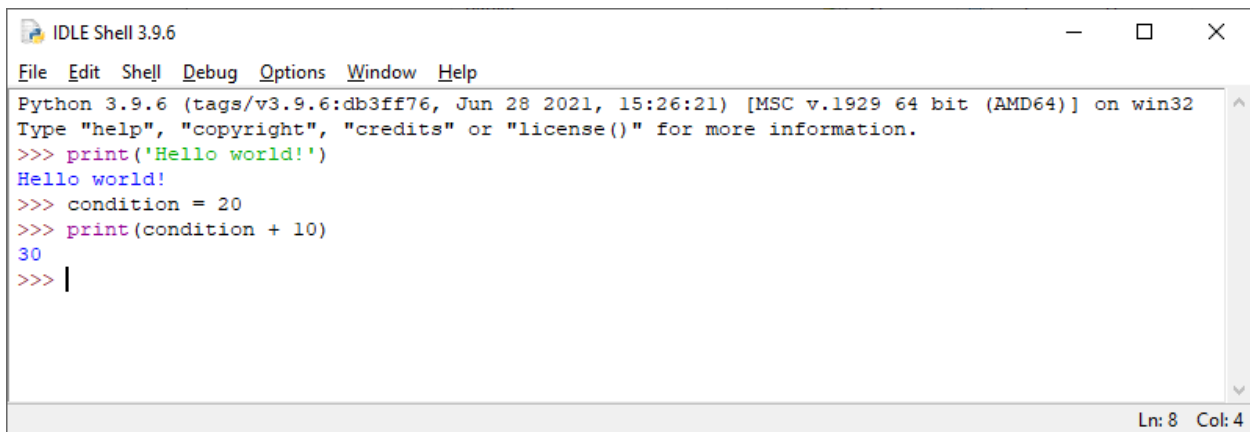 IDLE Shell 3.9.6
File Edit Shell Debug Options Window Help
Python 3.9.6 (tags/v3.9.6:db3ff76, Jun 28 2021, 15:26:21) [MSC v.1929 64 bit (AMD64)] on win32
Type "help", "copyright", "credits" or "license()" for more information.
>>> print('Hello world!')
Hello world!
>>> condition = 20
>>> print(condition + 10)
30
>>>
Ln: 8 Col: 4